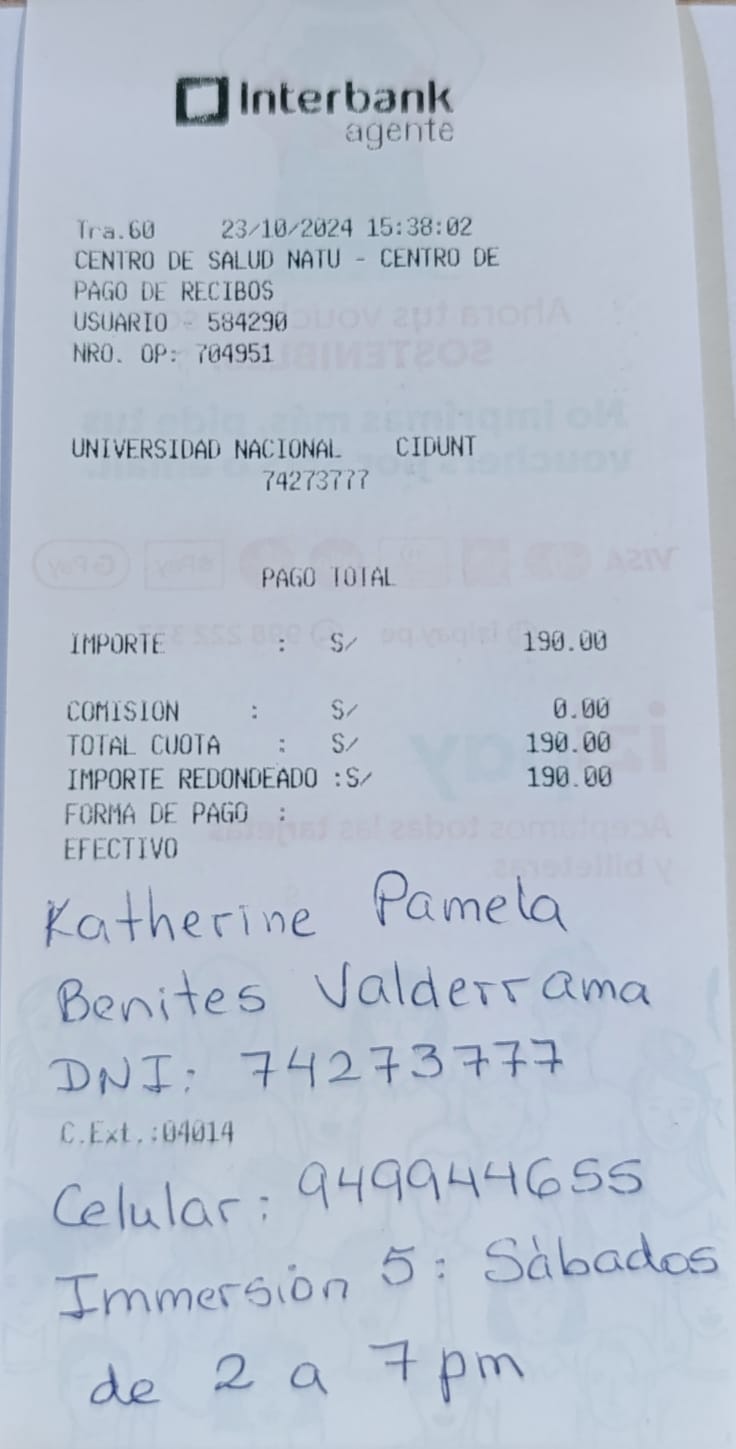 Interbank
agente
Tra.60 23/10/2024 15:38:02
CENTRO DE SALUD NATU - CENTRO DE
PAGO DE RECIBOS
USUARIO - 584290
NRO. OP: 704951
UNIVERSIDAD NACIONAL CIDUNT
74273777
PAGO TOTAL
IMPORTE : S/ 190.00
COMISION : S/ 0.00
TOTAL CUOTA : S/ 190.00
IMPORTE REDONDEADO :S/ 190.00
FORMA DE PAGO :
EFECTIVO
Katherine Pamela
Benites Valderrama
DNI: 74273777
C.Ext.:04014
Celular: 949944655
Immersión 5: Sábados
de 2 a 7 pm